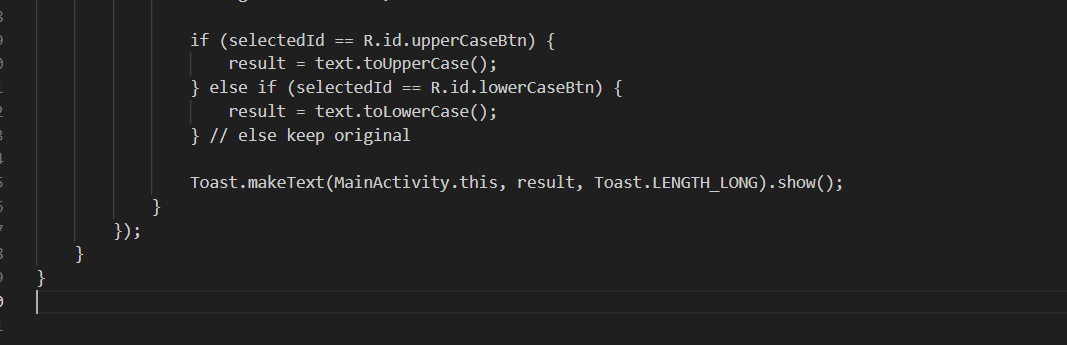 if (selectedId == R.id.upperCaseBtn) {
result = text.toUpperCase();
} else if (selectedId == R.id.lowerCaseBtn) {
result = text.toLowerCase();
} // else keep original
Toast.makeText(MainActivity.this, result, Toast.LENGTH_LONG).show();
}
});
}
}